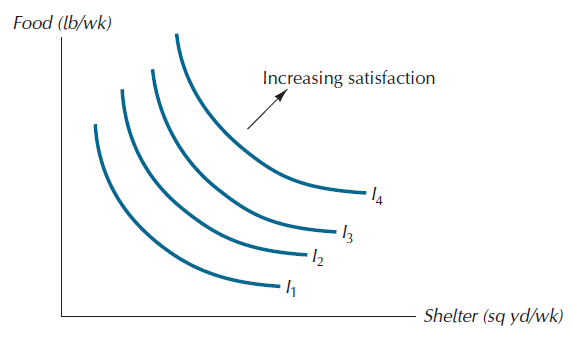 Food (lb/wk)
Increasing satisfaction
I4
I3
I2
I1
Shelter (sq yd/wk)